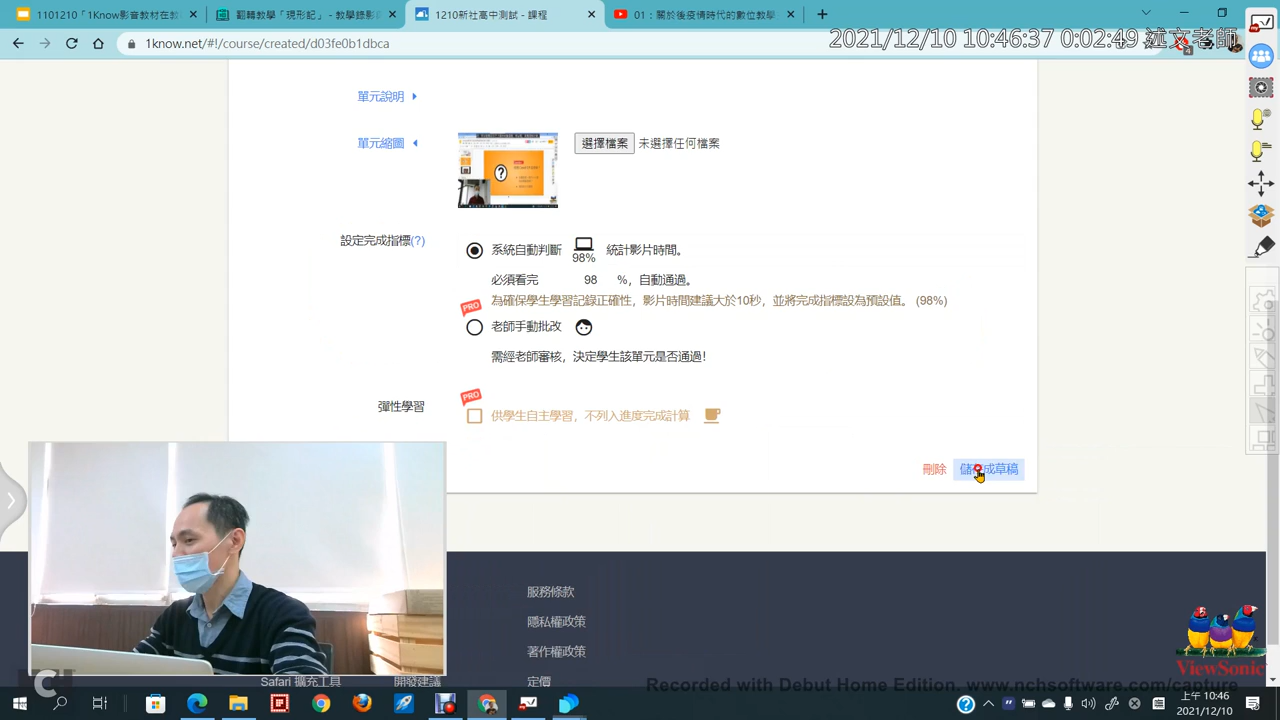 1101210「1Know影音教材在教
翻轉教學「現形記」- 教學錄影
1210新社高中測試 - 課程
01：關於後疫情時代的數位教學
1know.net/#!/course/created/d03fe0b1dbca
2021/12/10 10:46:37 0:02:49 述文老師
單元說明
單元縮圖
選擇檔案 未選擇任何檔案
設定完成指標(?)
系統自動判斷 98% 統計影片時間。
必須看完 98 %，自動通過。
PRO
為確保學生學習記錄正確性，影片時間建議大於10秒，並將完成指標設為預設值。(98%)
老師手動批改
需經老師審核，決定學生該單元是否通過!
彈性學習
PRO
供學生自主學習，不列入進度完成計算
刪除
服務條款
隱私權政策
著作權政策
定價
Safari 擴充工具
開發建議
ViewSonic
Recorded with Debut Home Edition. www.nchsoftware.com/capture
上午 10:46
2021/12/10